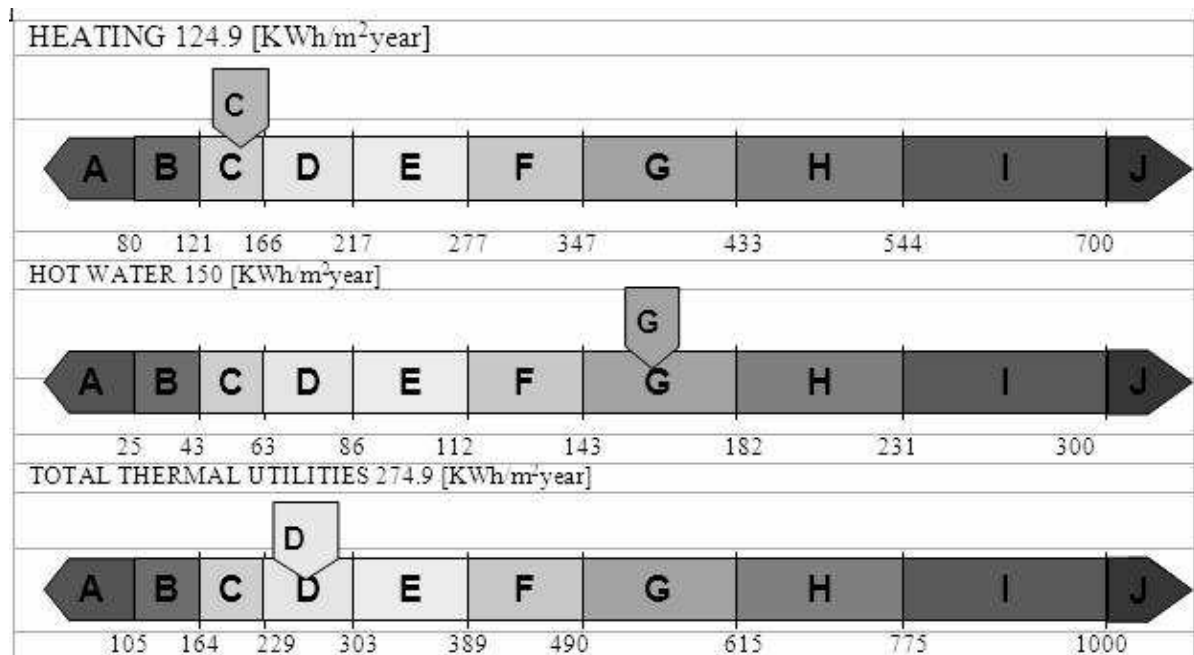 HEATING 124.9 [KWh/m²year]
C
A B C D E F G H I J
80 121 166 217 277 347 433 544 700
HOT WATER 150 [KWh/m²year]
G
A B C D E F G H I J
25 43 63 86 112 143 182 231 300
TOTAL THERMAL UTILITIES 274.9 [KWh/m²year]
D
A B C D E F G H I J
105 164 229 303 389 490 615 775 1000